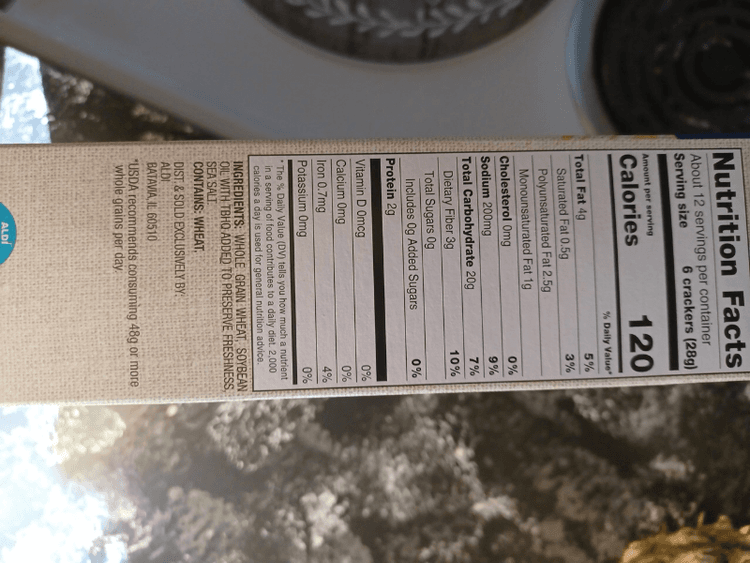 Nutrition Facts
About 12 servings per container
Serving size 6 crackers (28g)
Amount per serving
Calories 120
% Daily Value*
Total Fat 4g 5%
Saturated Fat 0.5g 3%
Polyunsaturated Fat 2.5g
Monounsaturated Fat 1g
Cholesterol 0mg 0%
Sodium 200mg 9%
Total Carbohydrate 20g 7%
Dietary Fiber 3g 10%
Total Sugars 0g
Includes 0g Added Sugars 0%
Protein 2g
Vitamin D 0mcg 0%
Calcium 0mg 0%
Iron 0.7mg 4%
Potassium 0mg 0%
* The % Daily Value (DV) tells you how much a nutrient
in a serving of food contributes to a daily diet. 2,000
calories a day is used for general nutrition advice.
INGREDIENTS: WHOLE GRAIN WHEAT, SOYBEAN
OIL WITH TBHQ ADDED TO PRESERVE FRESHNESS,
SEA SALT.
CONTAINS: WHEAT
DIST. & SOLD EXCLUSIVELY BY:
ALDI
BATAVIA, IL 60510
*USDA recommends consuming 48g or more
whole grains per day.
ALDI